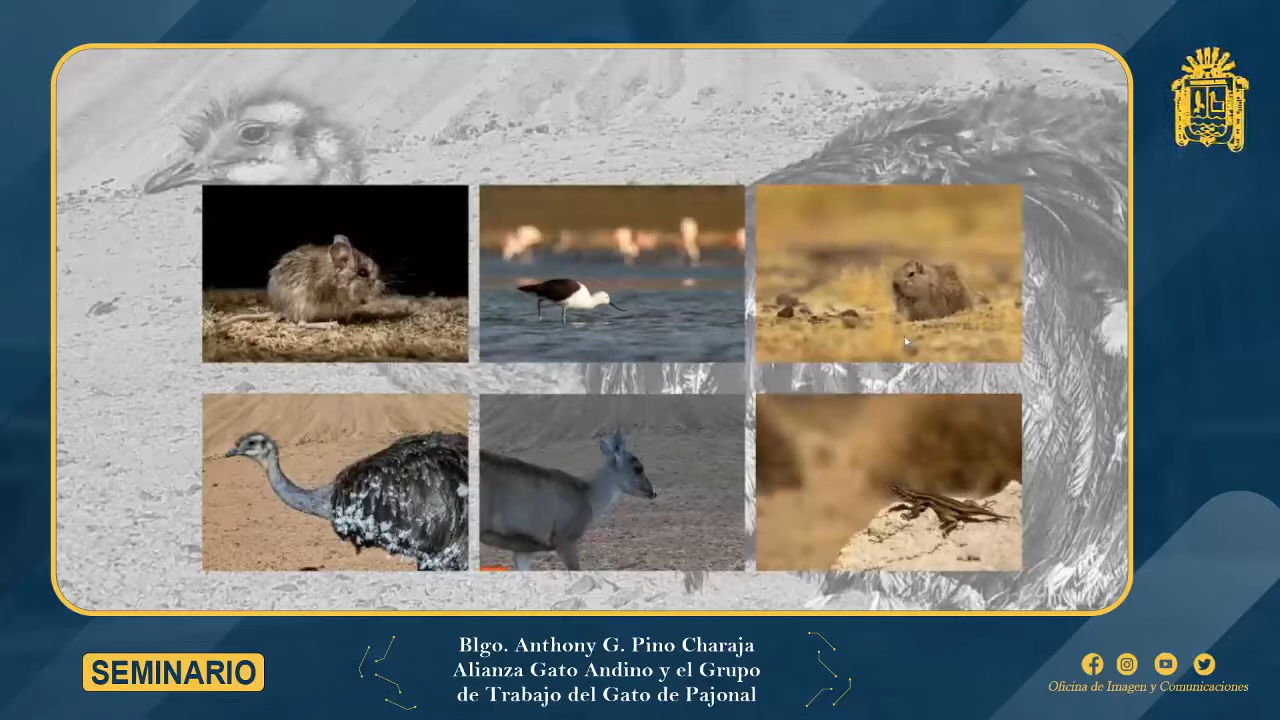 SEMINARIO
Blgo. Anthony G. Pino Charaja
Alianza Gato Andino y el Grupo
de Trabajo del Gato de Pajonal
Oficina de Imagen y Comunicaciones